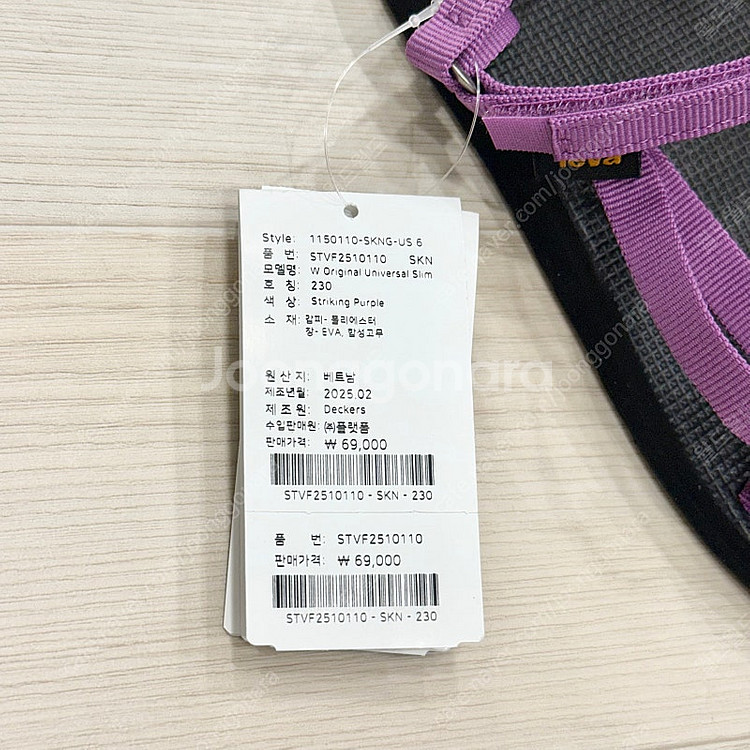 Teva
Style: 1150110-SKNG-US 6
품 번: STVF2510110 SKN
모델명: W Original Universal Slim
호 칭: 230
색 상: Striking Purple
소 재: 갑피- 폴리에스터
창- EVA, 합성고무
원 산 지: 베트남
제조년월: 2025.02
제 조 원: Deckers
수입판매원: ㈜플랫폼
판매가격: ₩ 69,000
STVF2510110 - SKN - 230
품 번: STVF2510110
판매가격: ₩ 69,000
STVF2510110 - SKN - 230
Joonggonara